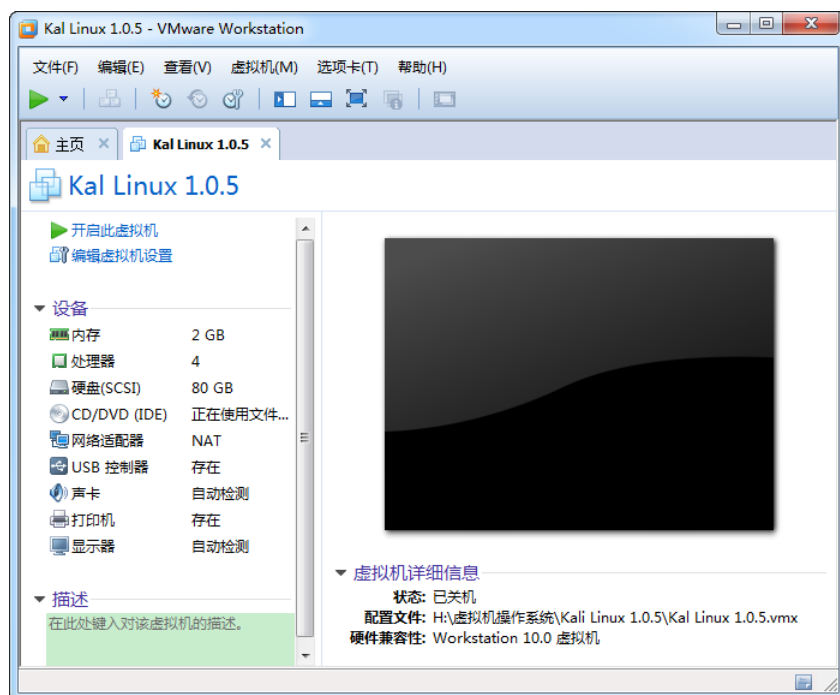 Kal Linux 1.0.5 - VMware Workstation
文件(F) 编辑(E) 查看(V) 虚拟机(M) 选项卡(T) 帮助(H)
主页 Kal Linux 1.0.5
Kal Linux 1.0.5
开启此虚拟机
编辑虚拟机设置
设备
内存 2 GB
处理器 4
硬盘(SCSI) 80 GB
CD/DVD (IDE) 正在使用文件...
网络适配器 NAT
USB 控制器 存在
声卡 自动检测
打印机 存在
显示器 自动检测
描述
在此处键入对该虚拟机的描述。
虚拟机详细信息
状态: 已关机
配置文件: H:\虚拟机操作系统\Kali Linux 1.0.5\Kal Linux 1.0.5.vmx
硬件兼容性: Workstation 10.0 虚拟机